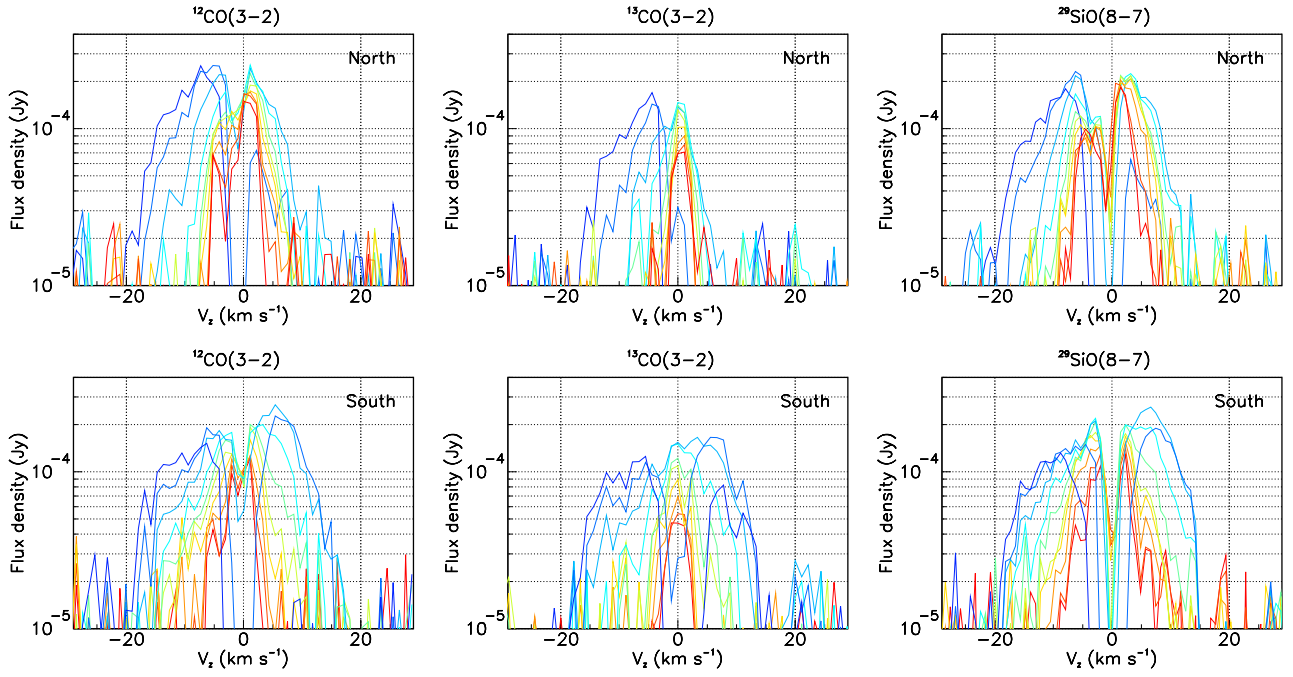 ¹²CO(3−2)
North
Flux density (Jy)
10⁻⁴
10⁻⁵
−20 0 20
V_z (km s⁻¹)
¹³CO(3−2)
North
Flux density (Jy)
10⁻⁴
10⁻⁵
−20 0 20
V_z (km s⁻¹)
²⁹SiO(8−7)
North
Flux density (Jy)
10⁻⁴
10⁻⁵
−20 0 20
V_z (km s⁻¹)
¹²CO(3−2)
South
Flux density (Jy)
10⁻⁴
10⁻⁵
−20 0 20
V_z (km s⁻¹)
¹³CO(3−2)
South
Flux density (Jy)
10⁻⁴
10⁻⁵
−20 0 20
V_z (km s⁻¹)
²⁹SiO(8−7)
South
Flux density (Jy)
10⁻⁴
10⁻⁵
−20 0 20
V_z (km s⁻¹)